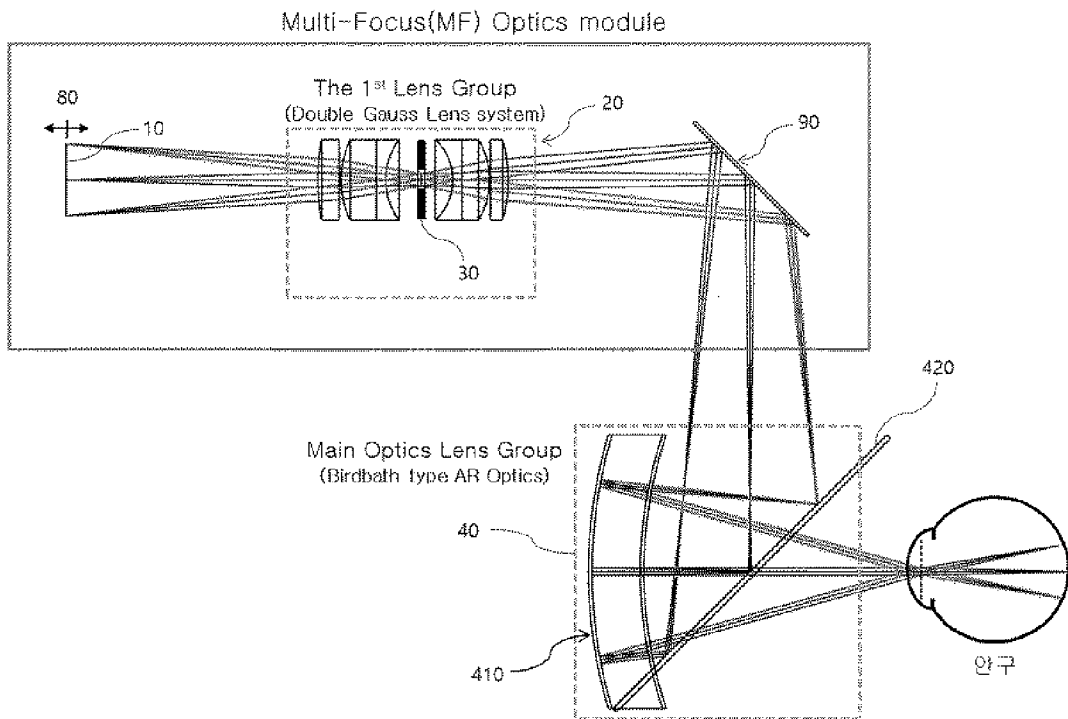 Multi-Focus(MF) Optics module
The 1st Lens Group
(Double Gauss Lens system)
80
10
20
90
30
420
Main Optics Lens Group
(Birdbath type AR Optics)
40
410
안구